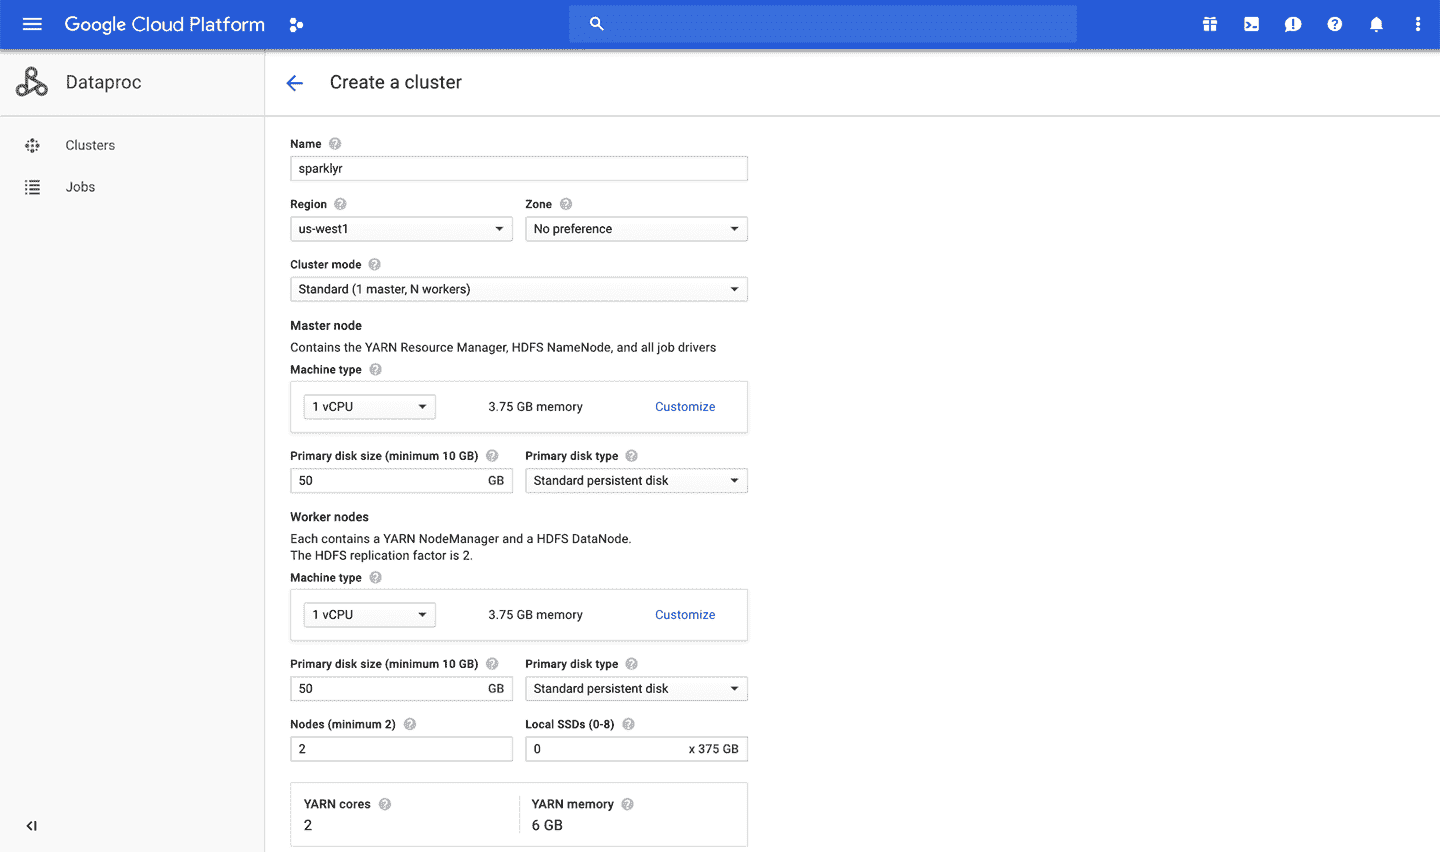 Google Cloud Platform
Dataproc
Create a cluster
Clusters
Jobs
Name
sparklyr
Region Zone
us-west1 No preference
Cluster mode
Standard (1 master, N workers)
Master node
Contains the YARN Resource Manager, HDFS NameNode, and all job drivers
Machine type
1 vCPU 3.75 GB memory Customize
Primary disk size (minimum 10 GB) Primary disk type
50 GB Standard persistent disk
Worker nodes
Each contains a YARN NodeManager and a HDFS DataNode.
The HDFS replication factor is 2.
Machine type
1 vCPU 3.75 GB memory Customize
Primary disk size (minimum 10 GB) Primary disk type
50 GB Standard persistent disk
Nodes (minimum 2) Local SSDs (0-8)
2 0 x 375 GB
YARN cores YARN memory
2 6 GB